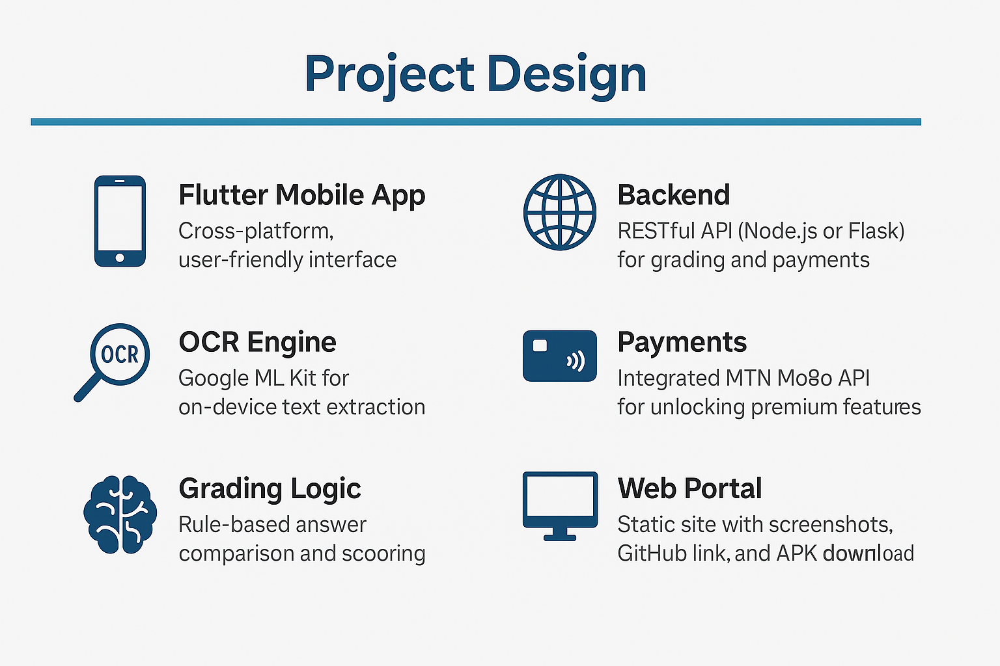 Project Design
Flutter Mobile App
Cross-platform,
user-friendly interface
Backend
RESTful API (Node.js or Flask)
for grading and payments
OCR
OCR Engine
Google ML Kit for
on-device text extraction
Payments
Integrated MTN Mo8o API
for unlocking premium features
Grading Logic
Rule-based answer
comparison and scooring
Web Portal
Static site with screenshots,
GitHub link, and APK download